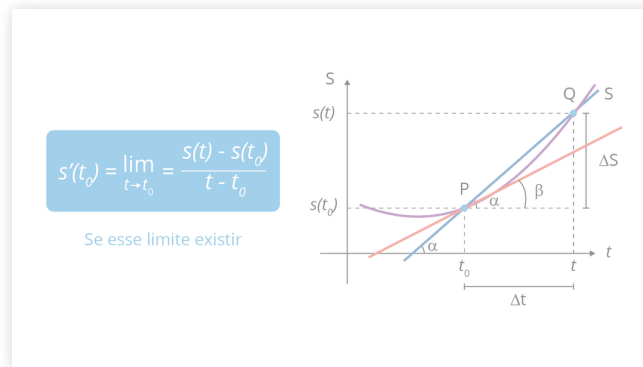 s'(t₀) = lim t→t₀ = s(t) - s(t₀) / t - t₀
Se esse limite existir
S
Q
S
s(t)
ΔS
P
β
α
s(t₀)
α
t₀
t
t
Δt